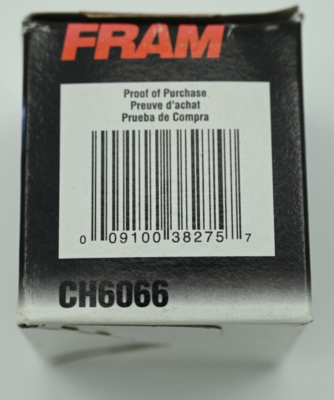 FRAM
Proof of Purchase
Preuve d'achat
Prueba de Compra
0 09100 38275 7
CH6066